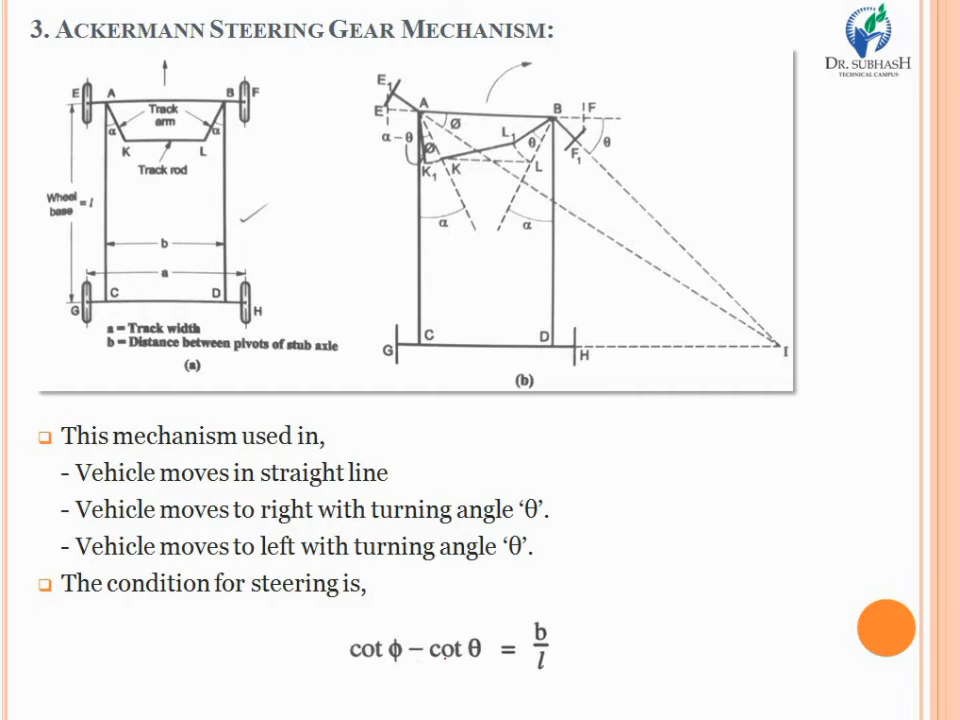 3. ACKERMANN STEERING GEAR MECHANISM:
DR. SUBHASH
TECHNICAL CAMPUS
E A B F
Track arm
α α
K L
Track rod
Wheel base = l
b
a
C D
G H
a = Track width
b = Distance between pivots of stub axle
(a)
E₁ A B F
E Ø L₁ θ F₁ θ
α – θ Ø
K₁ K L
α α
C D
G H I
(b)
This mechanism used in,
- Vehicle moves in straight line
- Vehicle moves to right with turning angle ‘θ’.
- Vehicle moves to left with turning angle ‘θ’.
The condition for steering is,
cot ϕ – cot θ = b/l